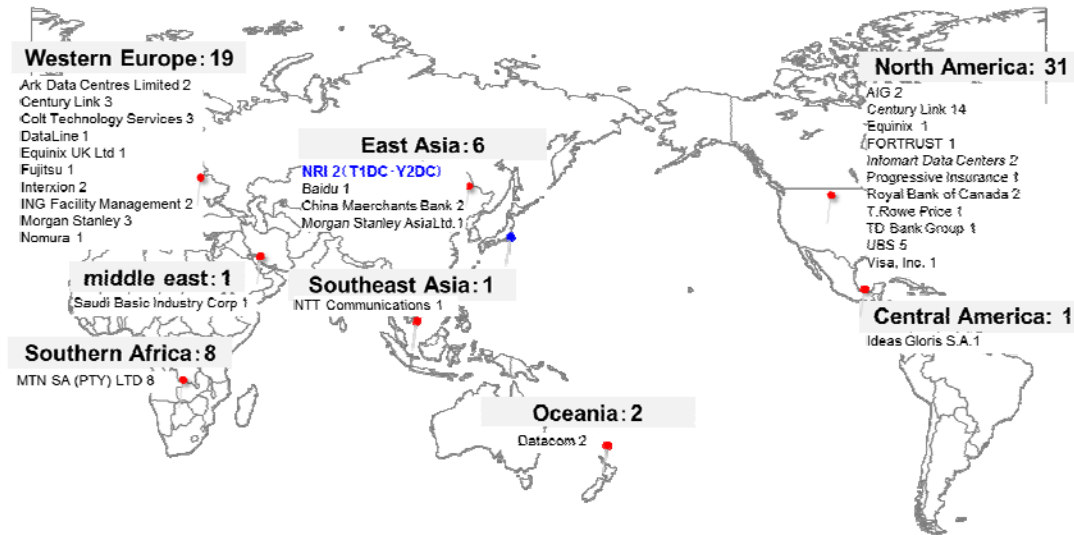 Western Europe: 19
Ark Data Centres Limited 2
Century Link 3
Colt Technology Services 3
DataLine 1
Equinix UK Ltd 1
Fujitsu 1
Interxion 2
ING Facility Management 2
Morgan Stanley 3
Nomura 1
middle east: 1
Saudi Basic Industry Corp 1
Southern Africa: 8
MTN SA (PTY) LTD 8
East Asia: 6
NRI 2(T1DC·Y2DC)
Baidu 1
China Maerchants Bank 2
Morgan Stanley AsiaLtd.1
Southeast Asia: 1
NTT Communications 1
Oceania: 2
Datacom 2
North America: 31
AIG 2
Century Link 14
Equinix 1
FORTRUST 1
Infomart Data Centers 2
Progressive Insurance 1
Royal Bank of Canada 2
T.Rowe Price 1
TD Bank Group 1
UBS 5
Visa, Inc. 1
Central America: 1
Ideas Gloris S.A.1